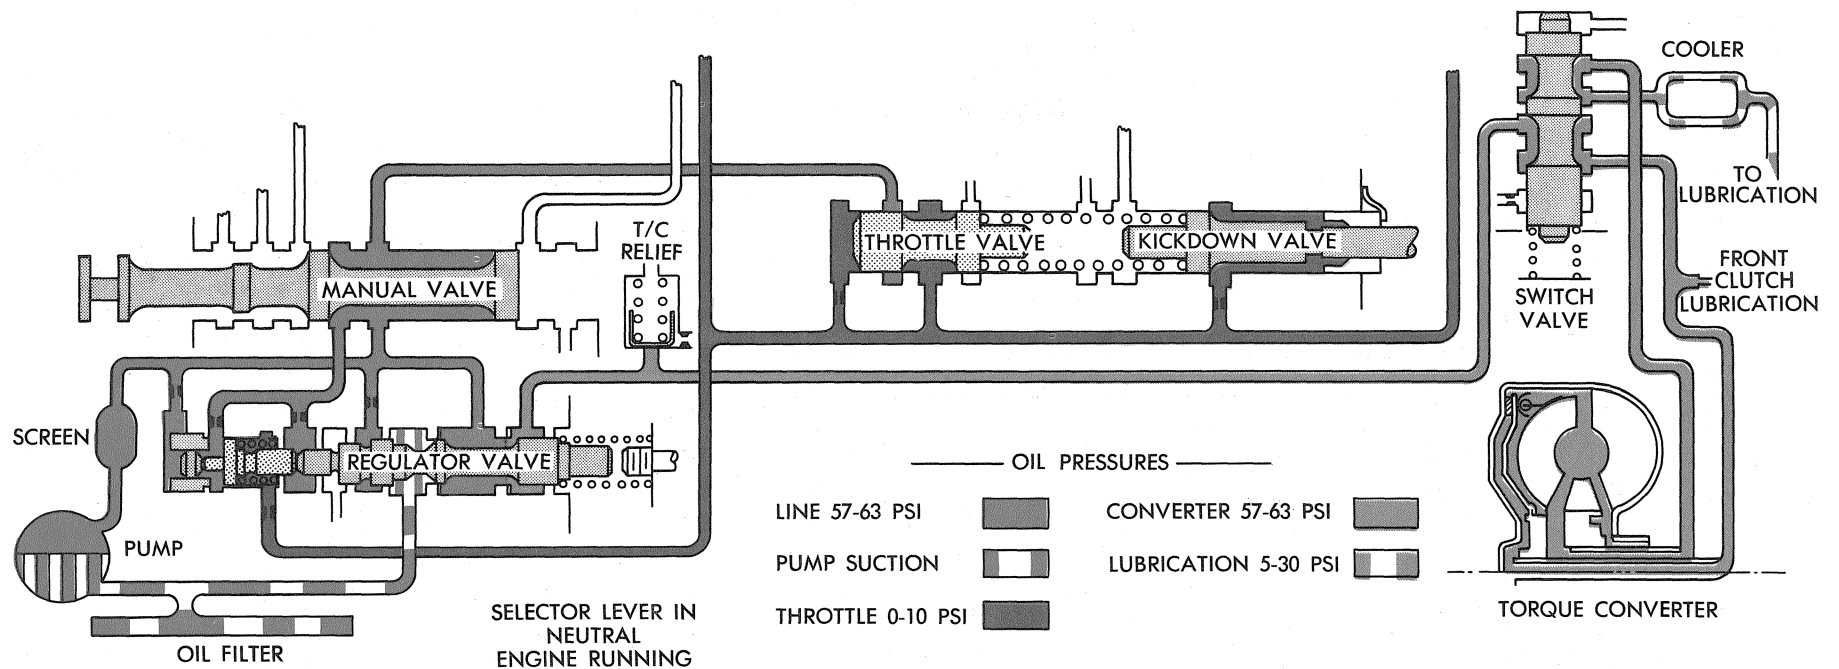 COOLER
TO
LUBRICATION
T/C
RELIEF
THROTTLE VALVE
KICKDOWN VALVE
MANUAL VALVE
FRONT
CLUTCH
LUBRICATION
SWITCH
VALVE
SCREEN
REGULATOR VALVE
OIL PRESSURES
LINE 57-63 PSI
CONVERTER 57-63 PSI
PUMP
PUMP SUCTION
LUBRICATION 5-30 PSI
THROTTLE 0-10 PSI
SELECTOR LEVER IN
NEUTRAL
ENGINE RUNNING
OIL FILTER
TORQUE CONVERTER